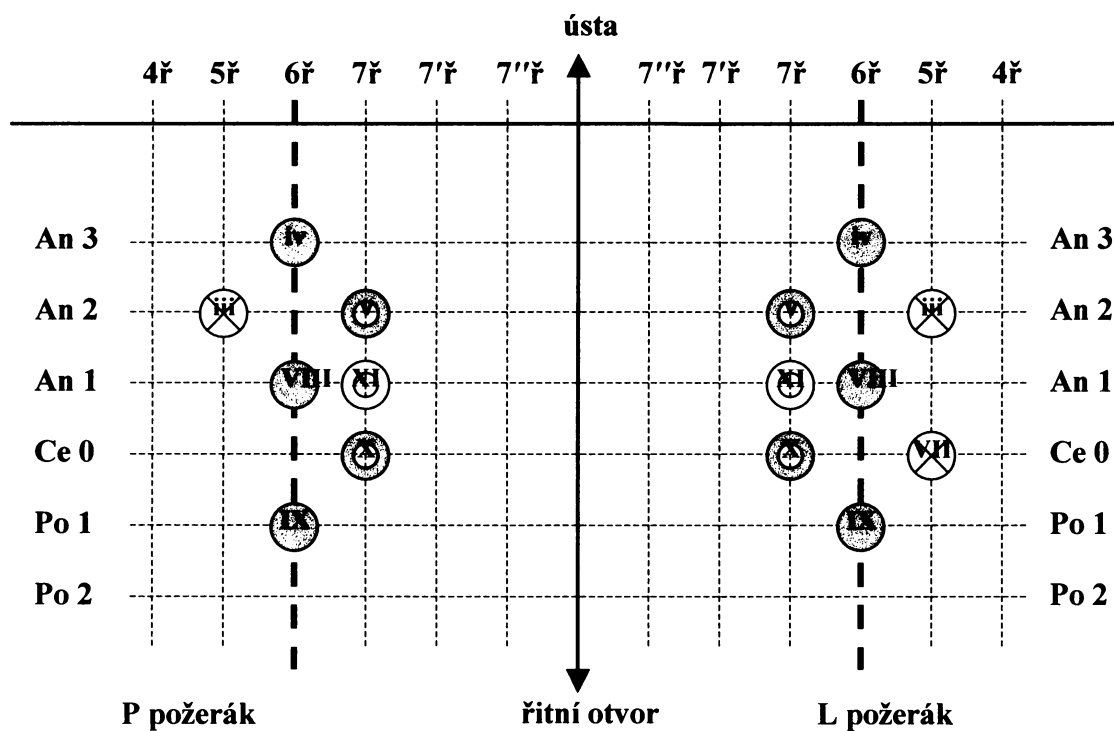 ústa
4ř 5ř 6ř 7ř 7'ř 7''ř 7''ř 7'ř 7ř 6ř 5ř 4ř
An 3 iv iv An 3
An 2 iii v v iii An 2
An 1 VIII XI XI VIII An 1
Ce 0 X X VII Ce 0
Po 1 IX IX Po 1
Po 2 Po 2
P požerák řitní otvor L požerák